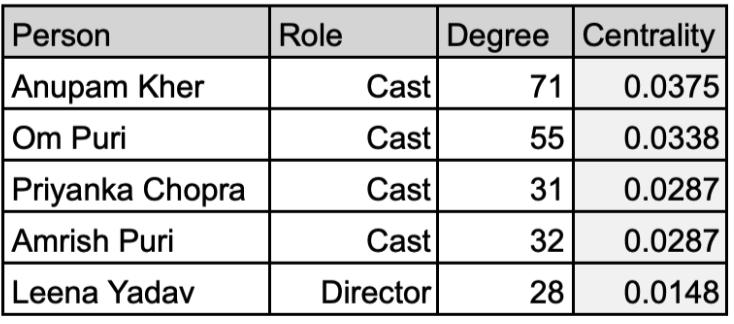 Person Role Degree Centrality
Anupam Kher Cast 71 0.0375
Om Puri Cast 55 0.0338
Priyanka Chopra Cast 31 0.0287
Amrish Puri Cast 32 0.0287
Leena Yadav Director 28 0.0148